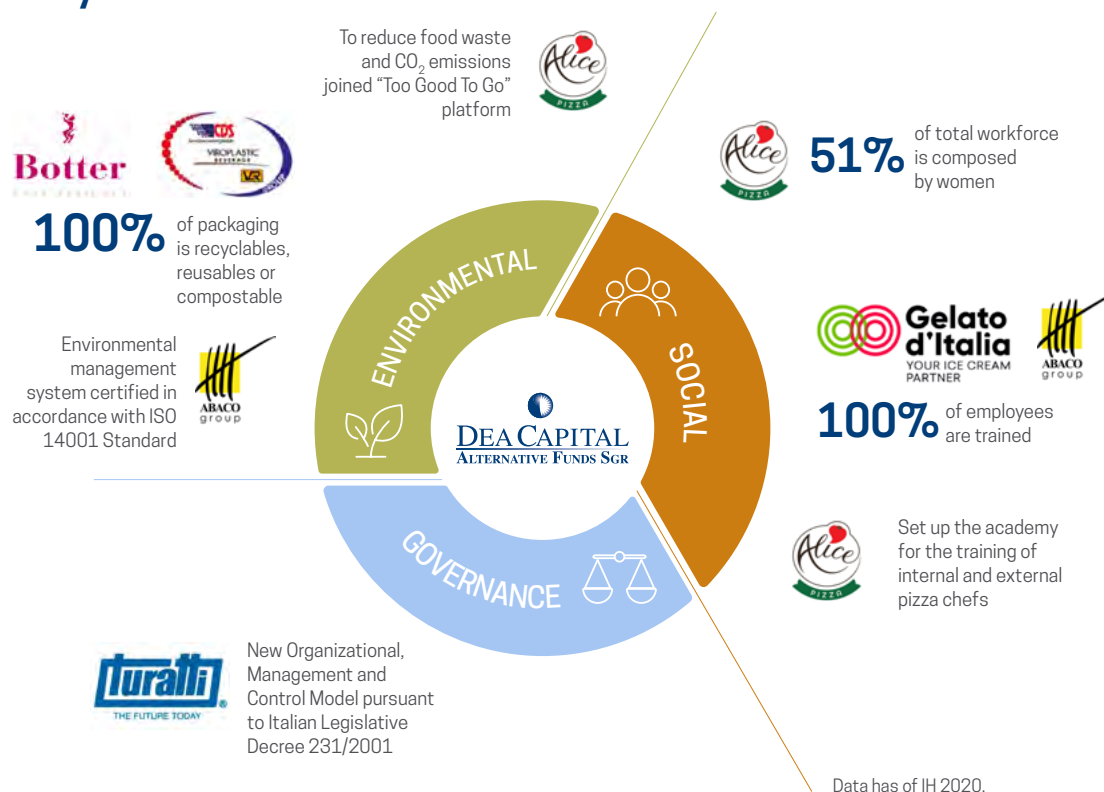 To reduce food waste
and CO₂ emissions
joined “Too Good To Go”
platform
Alice
PIZZA
Botter
CDS
VIROPLASTIC
BEVERAGE
VR
GROUP
100%
of packaging
is recyclables,
reusables or
compostable
Environmental
management
system certified in
accordance with ISO
14001 Standard
ABACO
group
ENVIRONMENTAL
Alice
PIZZA
51%
of total workforce
is composed
by women
SOCIAL
Gelato
d'Italia
YOUR ICE CREAM
PARTNER
ABACO
group
100%
of employees
are trained
Alice
PIZZA
Set up the academy
for the training of
internal and external
pizza chefs
DEA CAPITAL
ALTERNATIVE FUNDS SGR
GOVERNANCE
turatti
®
THE FUTURE TODAY
New Organizational,
Management and
Control Model pursuant
to Italian Legislative
Decree 231/2001
Data has of IH 2020.